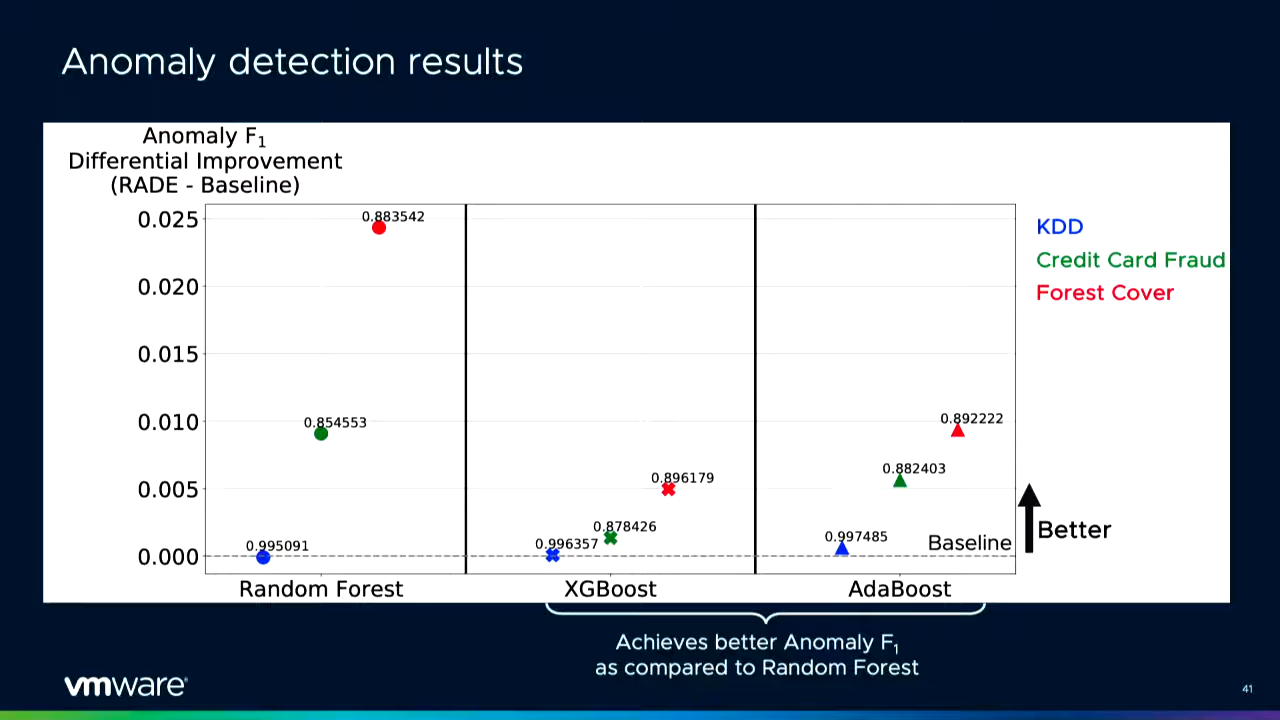 Anomaly detection results
Anomaly F1
Differential Improvement
(RADE - Baseline)
0.025
0.020
0.015
0.010
0.005
0.000
0.883542
0.854553
0.995091
0.896179
0.878426
0.996357
0.892222
0.882403
0.997485
Baseline
Random Forest
XGBoost
AdaBoost
KDD
Credit Card Fraud
Forest Cover
Better
Achieves better Anomaly F1
as compared to Random Forest
vmware®
41